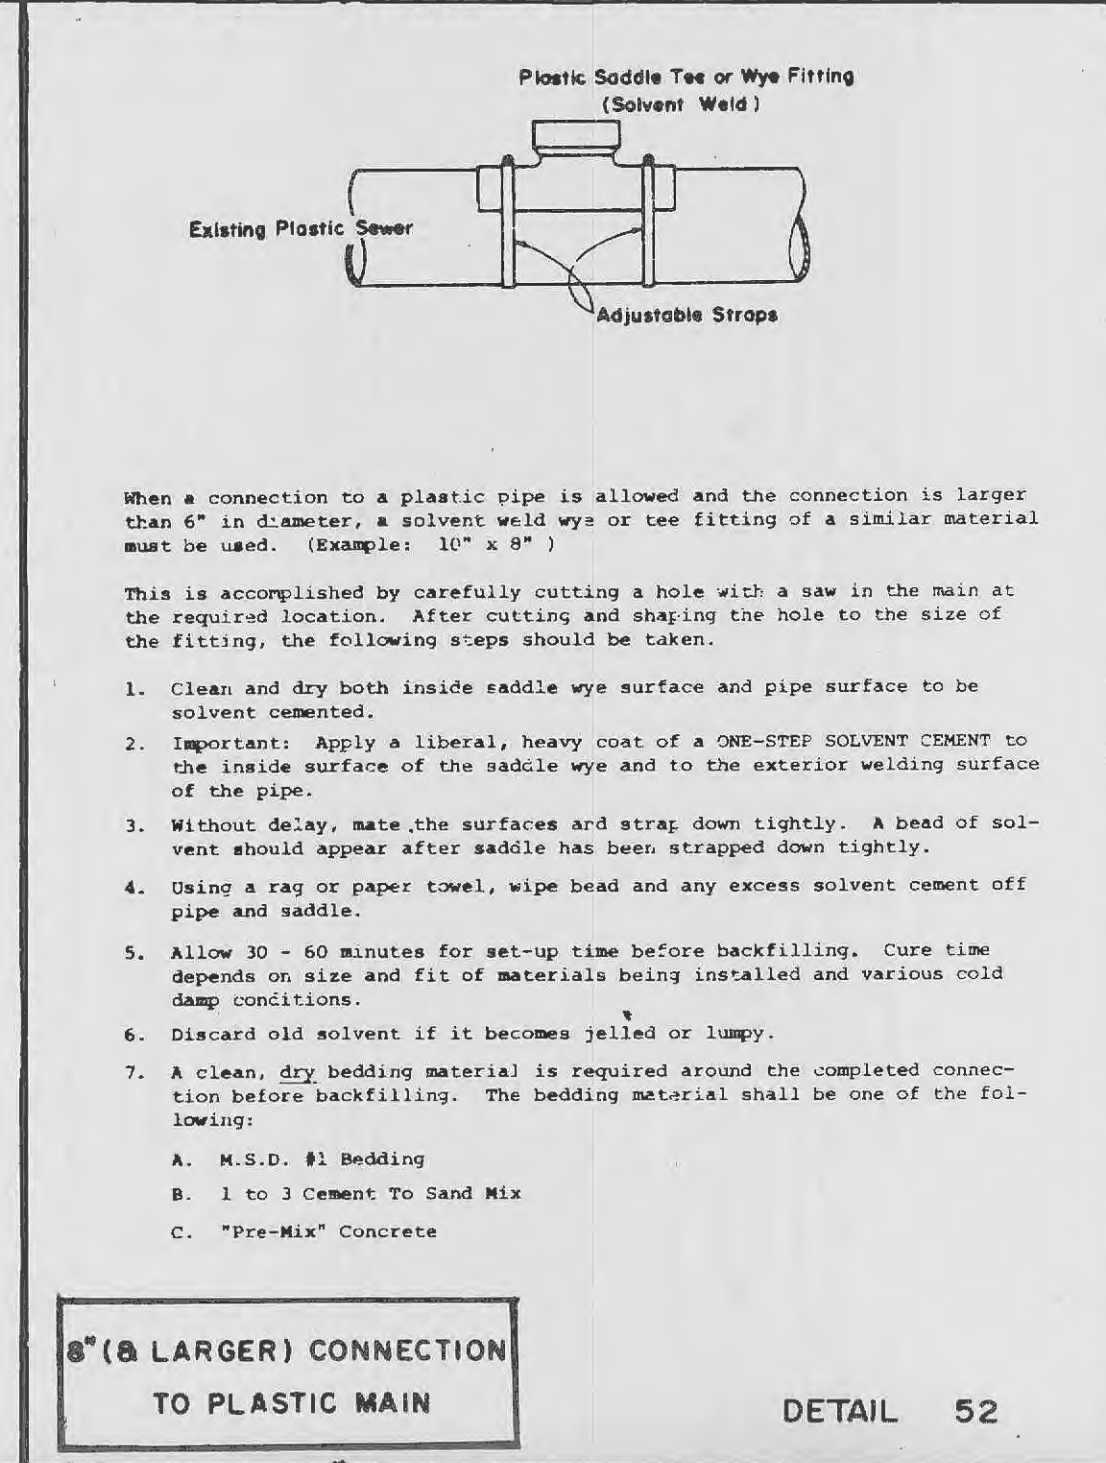 Plastic Saddle Tee or Wye Fitting
(Solvent Weld)
Existing Plastic Sewer
Adjustable Straps
When a connection to a plastic pipe is allowed and the connection is larger
than 6" in diameter, a solvent weld wye or tee fitting of a similar material
must be used. (Example: 10" x 8" )
This is accomplished by carefully cutting a hole with a saw in the main at
the required location. After cutting and shaping the hole to the size of
the fitting, the following steps should be taken.
1. Clean and dry both inside saddle wye surface and pipe surface to be
solvent cemented.
2. Important: Apply a liberal, heavy coat of a ONE-STEP SOLVENT CEMENT to
the inside surface of the saddle wye and to the exterior welding surface
of the pipe.
3. Without delay, mate the surfaces and strap down tightly. A bead of sol-
vent should appear after saddle has been strapped down tightly.
4. Using a rag or paper towel, wipe bead and any excess solvent cement off
pipe and saddle.
5. Allow 30 - 60 minutes for set-up time before backfilling. Cure time
depends on size and fit of materials being installed and various cold
damp conditions.
6. Discard old solvent if it becomes jelled or lumpy.
7. A clean, dry bedding material is required around the completed connec-
tion before backfilling. The bedding material shall be one of the fol-
lowing:
A. M.S.D. #1 Bedding
B. 1 to 3 Cement To Sand Mix
C. "Pre-Mix" Concrete
8" (& LARGER) CONNECTION
TO PLASTIC MAIN
DETAIL 52